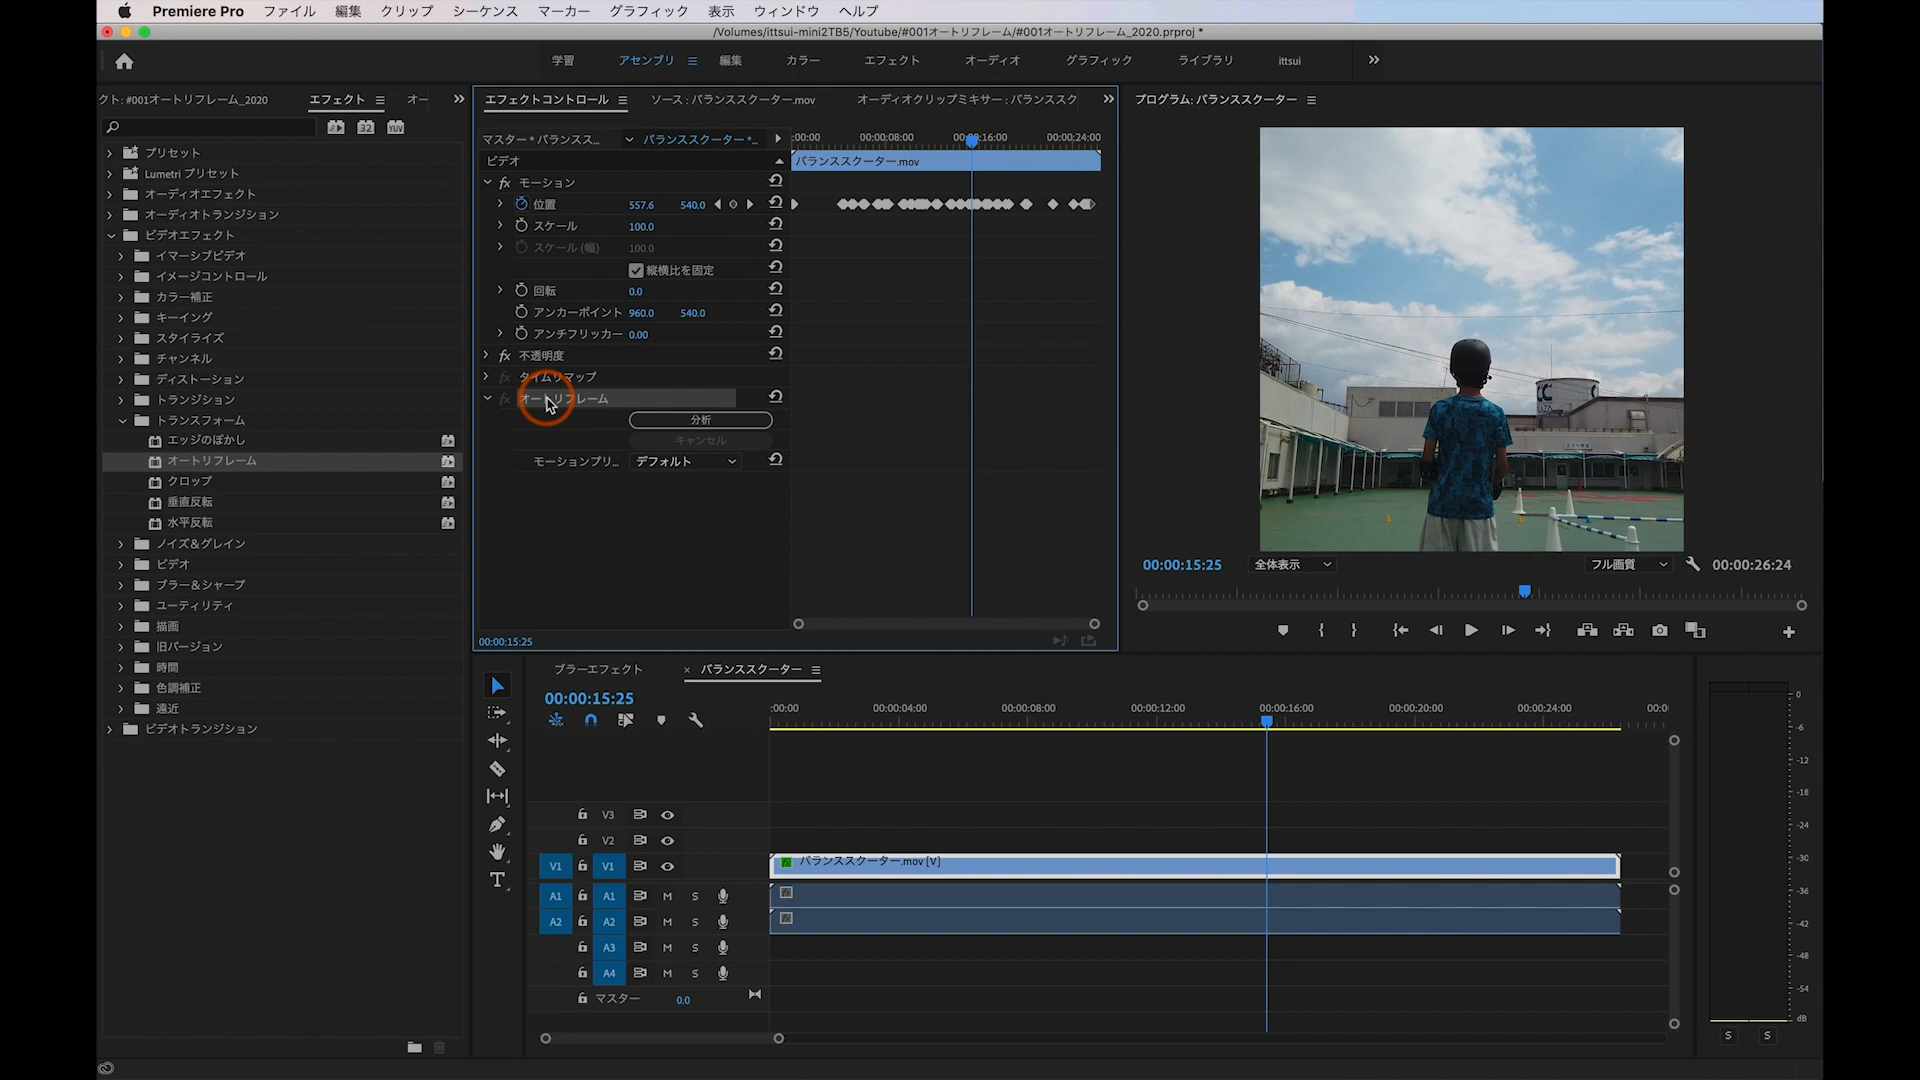 Premiere Pro ファイル 編集 クリップ シーケンス マーカー グラフィック 表示 ウィンドウ ヘルプ
/Volumes/ittsui-mini2TB5/Youtube/#001オートリフレーム/#001オートリフレーム_2020.prproj *
学習 アセンブリ 編集 カラー エフェクト オーディオ グラフィック ライブラリ ittsui
クト: #001オートリフレーム_2020 エフェクト オー
32 YUV
プリセット
Lumetri プリセット
オーディオエフェクト
オーディオトランジション
ビデオエフェクト
イマーシブビデオ
イメージコントロール
カラー補正
キーイング
スタイライズ
チャンネル
ディストーション
トランジション
トランスフォーム
エッジのぼかし
オートリフレーム
クロップ
垂直反転
水平反転
ノイズ＆グレイン
ビデオ
ブラー＆シャープ
ユーティリティ
描画
旧バージョン
時間
色調補正
遠近
ビデオトランジション
エフェクトコントロール ソース : バランススクーター.mov オーディオクリップミキサー : バランススク
マスター * バランスス... バランススクーター *... :00:00 00:00:08:00 00:00:16:00 00:00:24:00
ビデオ バランススクーター.mov
fx モーション
位置 557.6 540.0
スケール 100.0
スケール (幅) 100.0
縦横比を固定
回転 0.0
アンカーポイント 960.0 540.0
アンチフリッカー 0.00
fx 不透明度
fx タイムリマップ
fx オートリフレーム
分析
キャンセル
モーションプリ... デフォルト
00:00:15:25
プログラム: バランススクーター
PLAZA
00:00:15:25 全体表示 フル画質 00:00:26:24
ブラーエフェクト × バランススクーター
00:00:15:25
:00:00 00:00:04:00 00:00:08:00 00:00:12:00 00:00:16:00 00:00:20:00 00:00:24:00 00:0
V3
V2
V1 V1 fx バランススクーター.mov [V]
A1 A1 M S fx
A2 A2 M S fx
A3 M S
A4 M S
マスター 0.0
0
-6
-12
-18
-24
-30
-36
-42
-48
-54
dB
S S